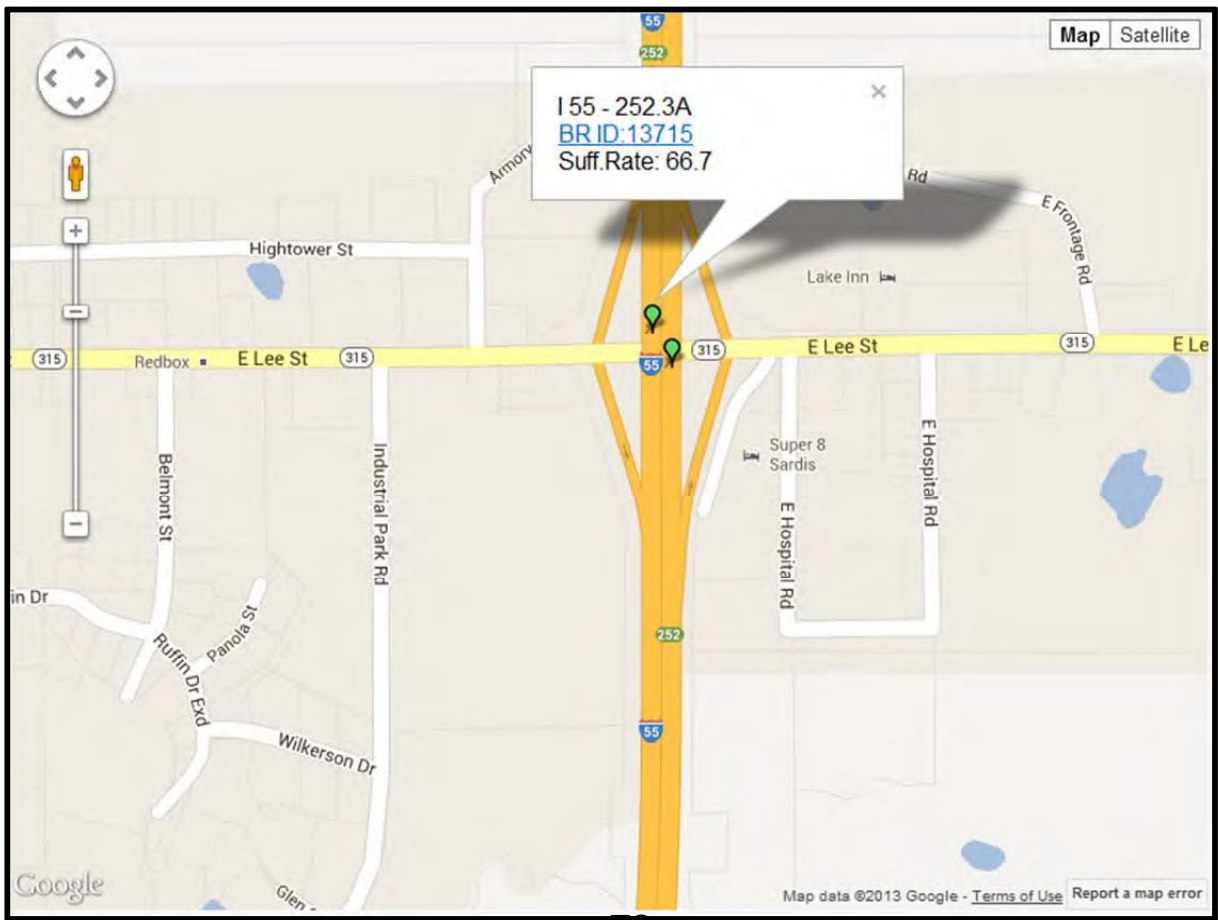 55
252
Map Satellite
I 55 - 252.3A
BR ID:13715
Suff.Rate: 66.7
Armory
Rd
E Frontage Rd
Hightower St
Lake Inn
315
Redbox
E Lee St
315
55
315
E Lee St
315
E Le
Super 8
Sardis
Belmont St
Industrial Park Rd
E Hospital Rd
E Hospital Rd
in Dr
Panola St
Ruffin Dr Exd
252
55
Wilkerson Dr
Glen
Google
Map data ©2013 Google - Terms of Use
Report a map error